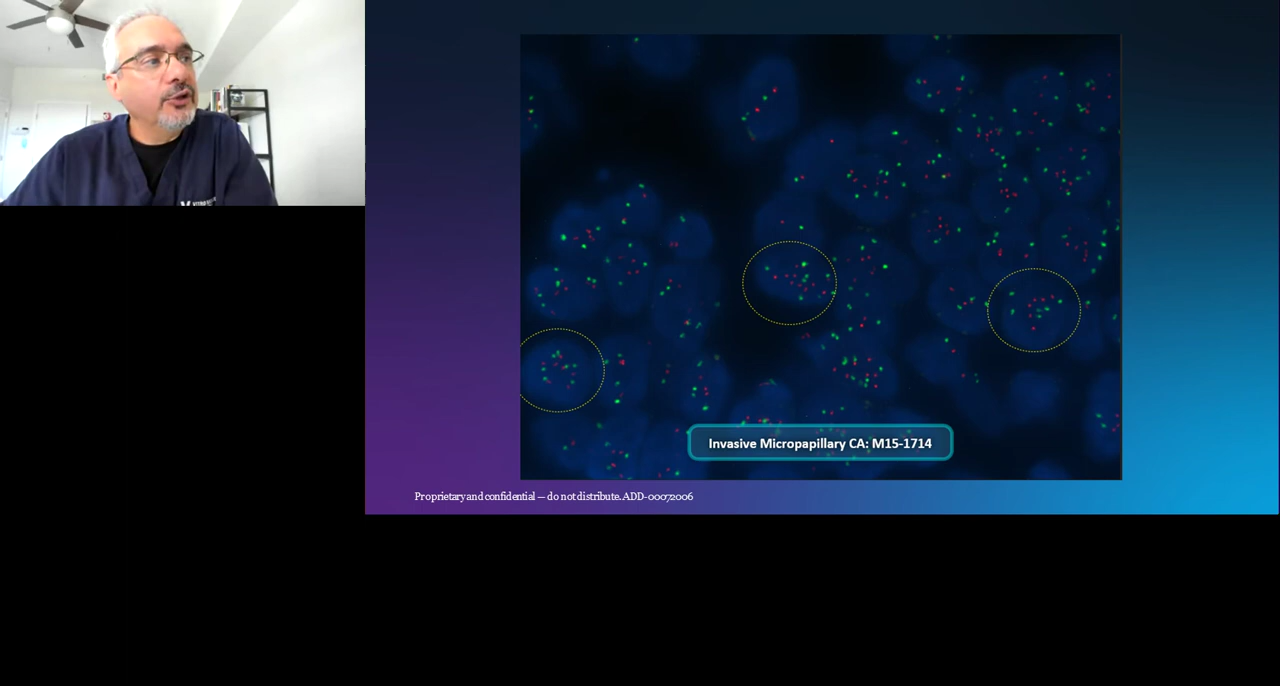 Invasive Micropapillary CA: M15-1714
Proprietary and confidential — do not distribute. ADD-00072006